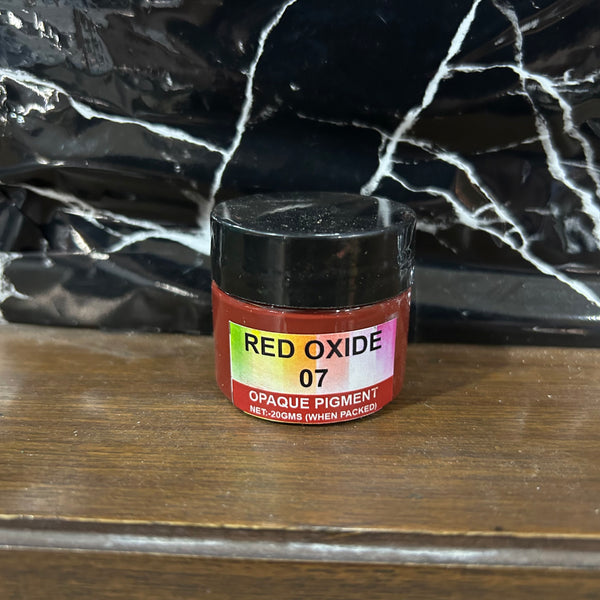 RED OXIDE
07
OPAQUE PIGMENT
NET:-20GMS (WHEN PACKED)